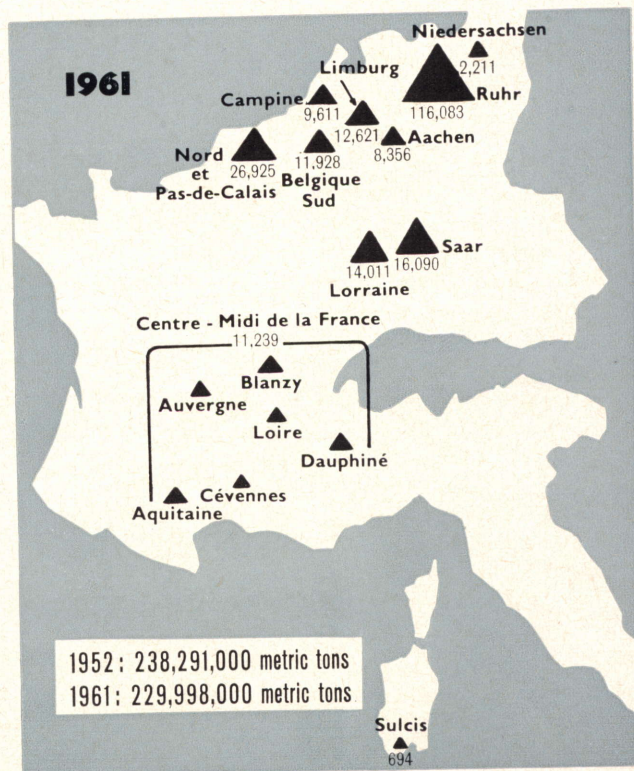 1961
Niedersachsen
2,211
Limburg
12,621
Ruhr
116,083
Campine
9,611
Aachen
8,356
Nord
et
Pas-de-Calais
26,925
11,928
Belgique
Sud
Saar
16,090
14,011
Lorraine
Centre - Midi de la France
11,239
Blanzy
Auvergne
Loire
Dauphiné
Cévennes
Aquitaine
1952: 238,291,000 metric tons
1961: 229,998,000 metric tons
Sulcis
694